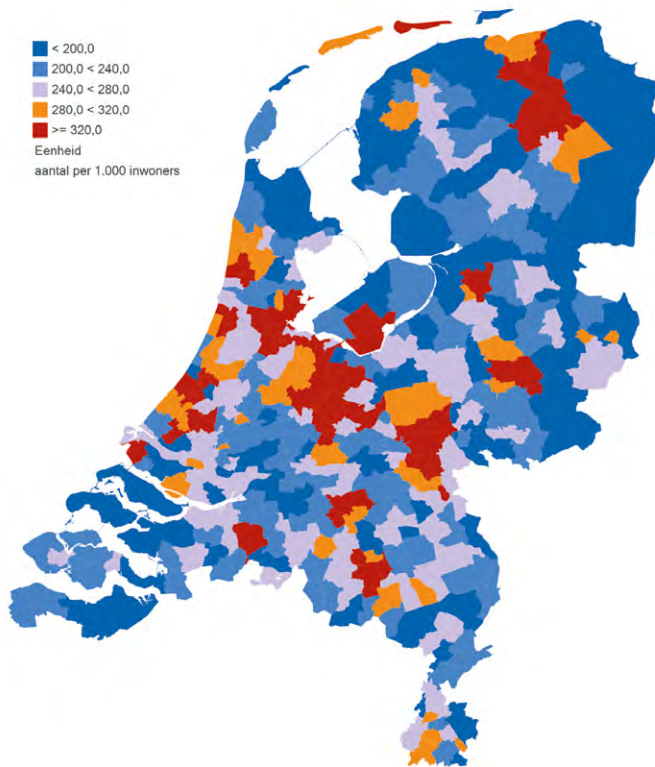 < 200,0
200,0 < 240,0
240,0 < 280,0
280,0 < 320,0
>= 320,0
Eenheid
aantal per 1.000 inwoners